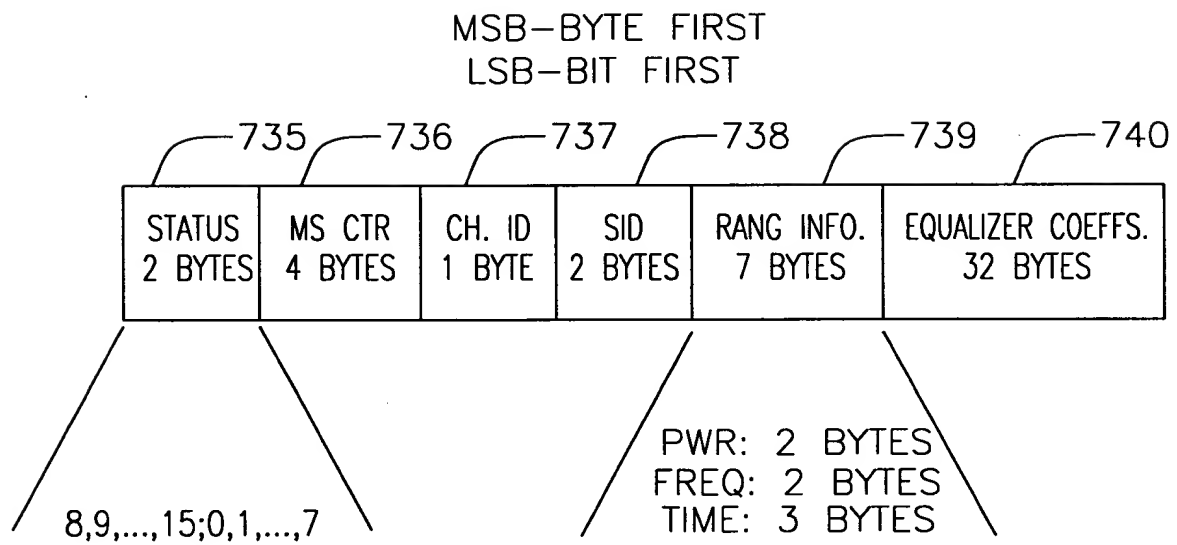 MSB-BYTE FIRST
LSB-BIT FIRST
735 736 737 738 739 740
STATUS 2 BYTES
MS CTR 4 BYTES
CH. ID 1 BYTE
SID 2 BYTES
RANG INFO. 7 BYTES
EQUALIZER COEFFS. 32 BYTES
8,9,...,15;0,1,...,7
PWR: 2 BYTES
FREQ: 2 BYTES
TIME: 3 BYTES